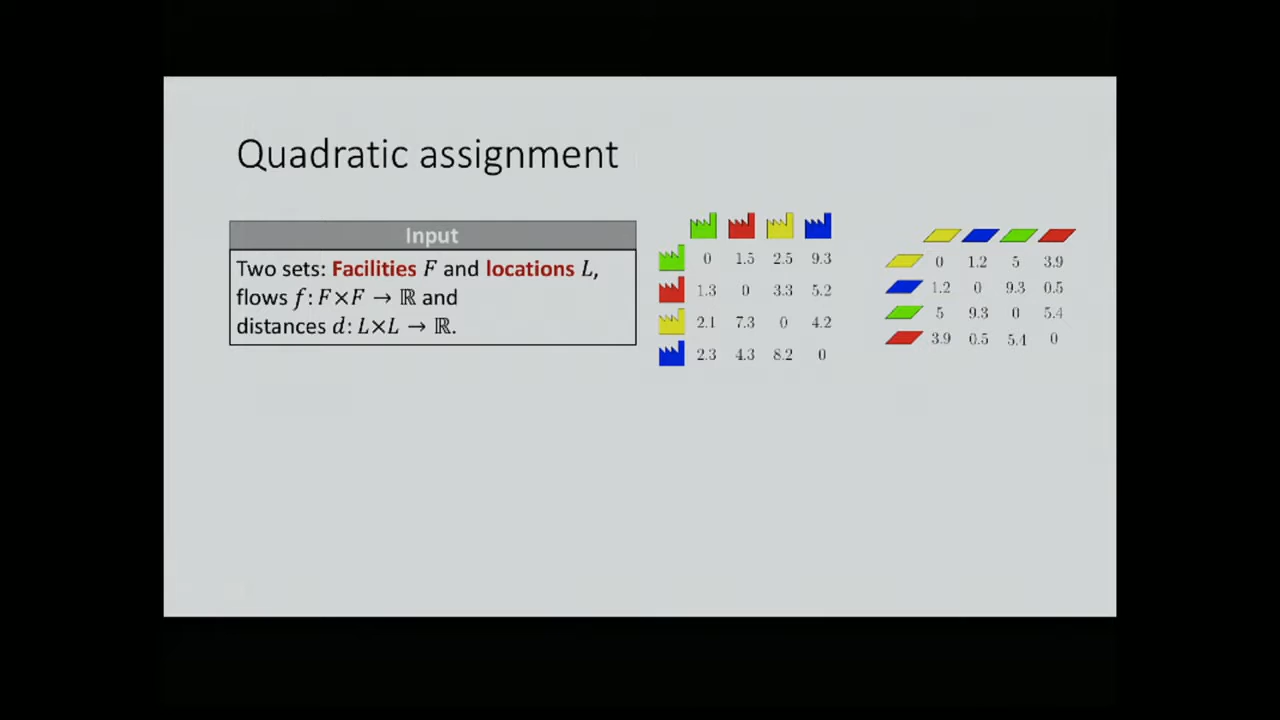 Quadratic assignment
Input
Two sets: Facilities F and locations L,
flows f: F×F → ℝ and
distances d: L×L → ℝ.
0 1.5 2.5 9.3
1.3 0 3.3 5.2
2.1 7.3 0 4.2
2.3 4.3 8.2 0
0 1.2 5 3.9
1.2 0 9.3 0.5
5 9.3 0 5.4
3.9 0.5 5.4 0